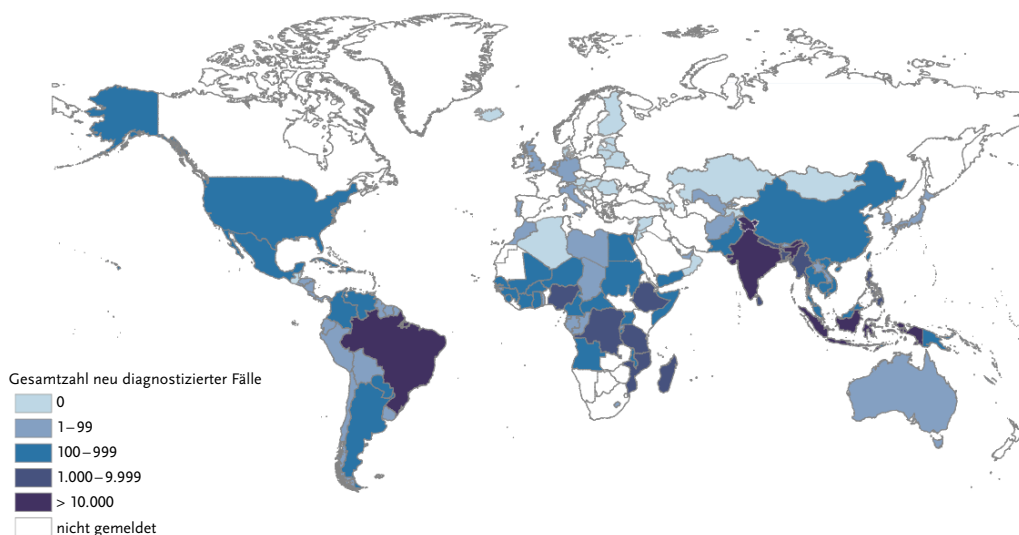 Gesamtzahl neu diagnostizierter Fälle
0
1–99
100–999
1.000–9.999
> 10.000
nicht gemeldet